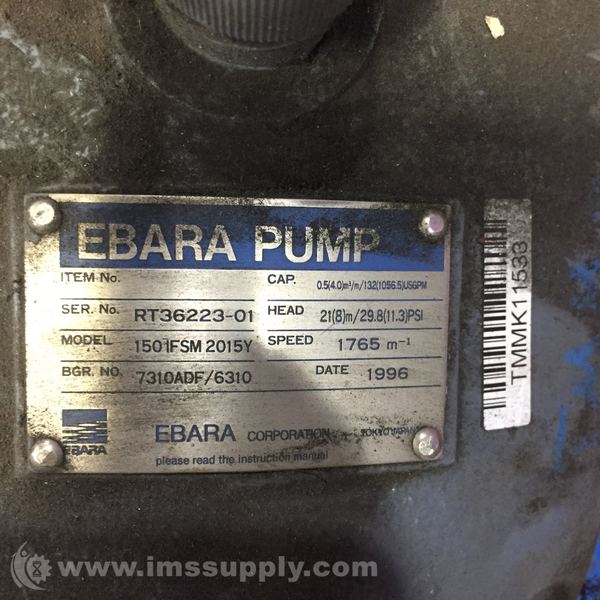 EBARA PUMP
ITEM No.
CAP. 0.5(4.0)m³/m/132(1056.5)USGPM
SER. No. RT36223-01 HEAD 21(8)m/29.8(11.3)PSI
MODEL 1501FSM2015Y SPEED 1765 m⁻¹
BGR. NO. 7310ADF/6310 DATE 1996
EBARA
EBARA CORPORATION TOKYO JAPAN
please read the instruction manual
TMMK11533
www.imssupply.com